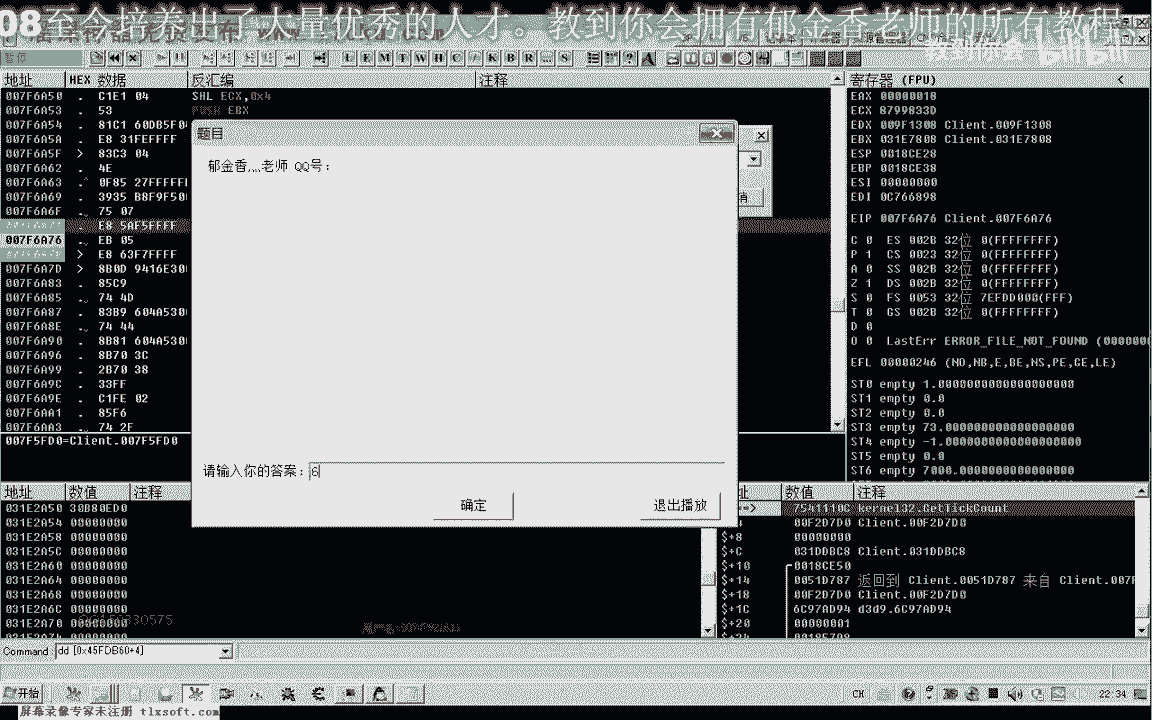 08至今培养出了大量优秀的人才。教到你会拥有郁金香老师的所有教程
教到你会 bilibili
L E M T W H C / K B R ... S
地址 HEX 数据 反汇编 注释
007F6A50 . C1E1 04 SHL ECX,0x4
007F6A53 . 53 PUSH EBX
007F6A54 . 81C1 60DB5F0
007F6A5A . E8 31FEFFFF
007F6A5F > 83C3 04
007F6A62 . 4E
007F6A63 .^ 0F85 27FFFFF
007F6A69 . 3935 B8F9F50
007F6A6F .. 75 07
. E8 5AF5FFFF
007F6A76 .. EB 05
> E8 63F7FFFF
007F6A7D > 8B0D 9416E30
007F6A83 . 85C9
007F6A85 .. 74 4D
007F6A87 . 83B9 604A530
007F6A8E .. 74 44
007F6A90 . 8B81 604A530
007F6A96 . 8B70 3C
007F6A99 . 2B70 38
007F6A9C . 33FF
007F6A9E . C1FE 02
007F6AA1 . 85F6
007F6AA3 .. 74 2F
007F5FD0=Client.007F5FD0
题目
郁金香,,,,老师 QQ号:
请输入你的答案: 6
确定 退出播放
消
寄存器 (FPU) <
EAX 00000018
ECX 8799833D
EDX 009F1308 Client.009F1308
EBX 031E7808 Client.031E7808
ESP 0018CE28
EBP 0018CE38
ESI 00000000
EDI 0C766898
EIP 007F6A76 Client.007F6A76
C 0 ES 002B 32位 0(FFFFFFFF)
P 1 CS 0023 32位 0(FFFFFFFF)
A 0 SS 002B 32位 0(FFFFFFFF)
Z 1 DS 002B 32位 0(FFFFFFFF)
S 0 FS 0053 32位 7EFDD000(FFF)
T 0 GS 002B 32位 0(FFFFFFFF)
D 0
O 0 LastErr ERROR_FILE_NOT_FOUND (0000000
EFL 00000246 (NO,NB,E,BE,NS,PE,GE,LE)
ST0 empty 1.0000000000000000000
ST1 empty 0.0
ST2 empty 0.0
ST3 empty 73.000000000000000000
ST4 empty -1.0000000000000000000
ST5 empty 0.0
ST6 empty 7000.0000000000000000
地址 数值 注释
031E2A50 30B80ED0
031E2A54 00000000
031E2A58 00000000
031E2A5C 00000000
031E2A60 00000000
031E2A64 00000000
031E2A68 00000000
031E2A6C 00000000
031E2A70 00000000
址 数值 注释
=> 7541110C kernel32.GetTickCount
00F2D7D0 Client.00F2D7D0
$+8 00000000
$+C 031DDBC8 Client.031DDBC8
$+10 0018CE50
$+14 0051D787 返回到 Client.0051D787 来自 Client.007F
$+18 00F2D7D0 Client.00F2D7D0
$+1C 6C97AD94 d3d9.6C97AD94
$+20 00000001
Command: dd [0x45FDB60+4]
开始 CH 22:34
屏幕录像专家未注册 tlxsoft.com